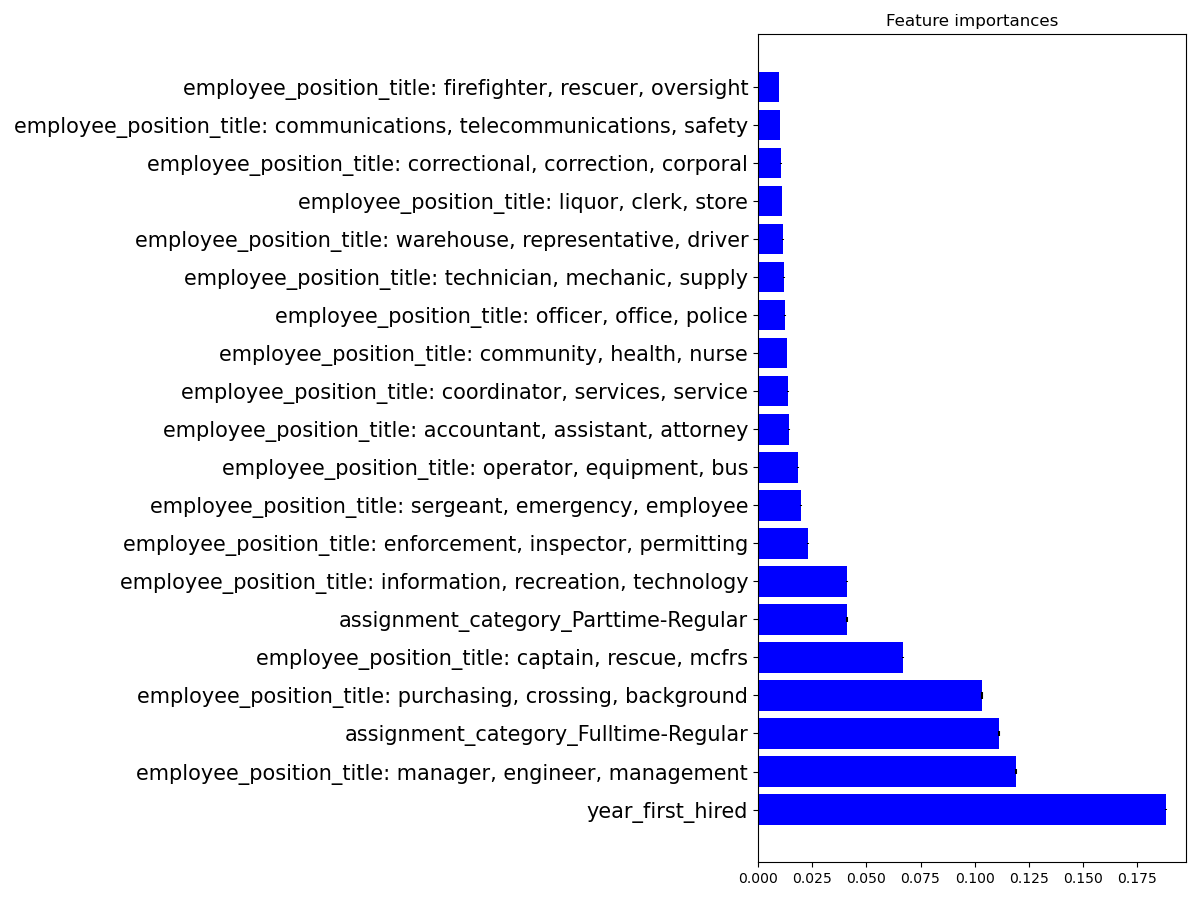 Feature importances
employee_position_title: firefighter, rescuer, oversight
employee_position_title: communications, telecommunications, safety
employee_position_title: correctional, correction, corporal
employee_position_title: liquor, clerk, store
employee_position_title: warehouse, representative, driver
employee_position_title: technician, mechanic, supply
employee_position_title: officer, office, police
employee_position_title: community, health, nurse
employee_position_title: coordinator, services, service
employee_position_title: accountant, assistant, attorney
employee_position_title: operator, equipment, bus
employee_position_title: sergeant, emergency, employee
employee_position_title: enforcement, inspector, permitting
employee_position_title: information, recreation, technology
assignment_category_Parttime-Regular
employee_position_title: captain, rescue, mcfrs
employee_position_title: purchasing, crossing, background
assignment_category_Fulltime-Regular
employee_position_title: manager, engineer, management
year_first_hired
0.000 0.025 0.050 0.075 0.100 0.125 0.150 0.175